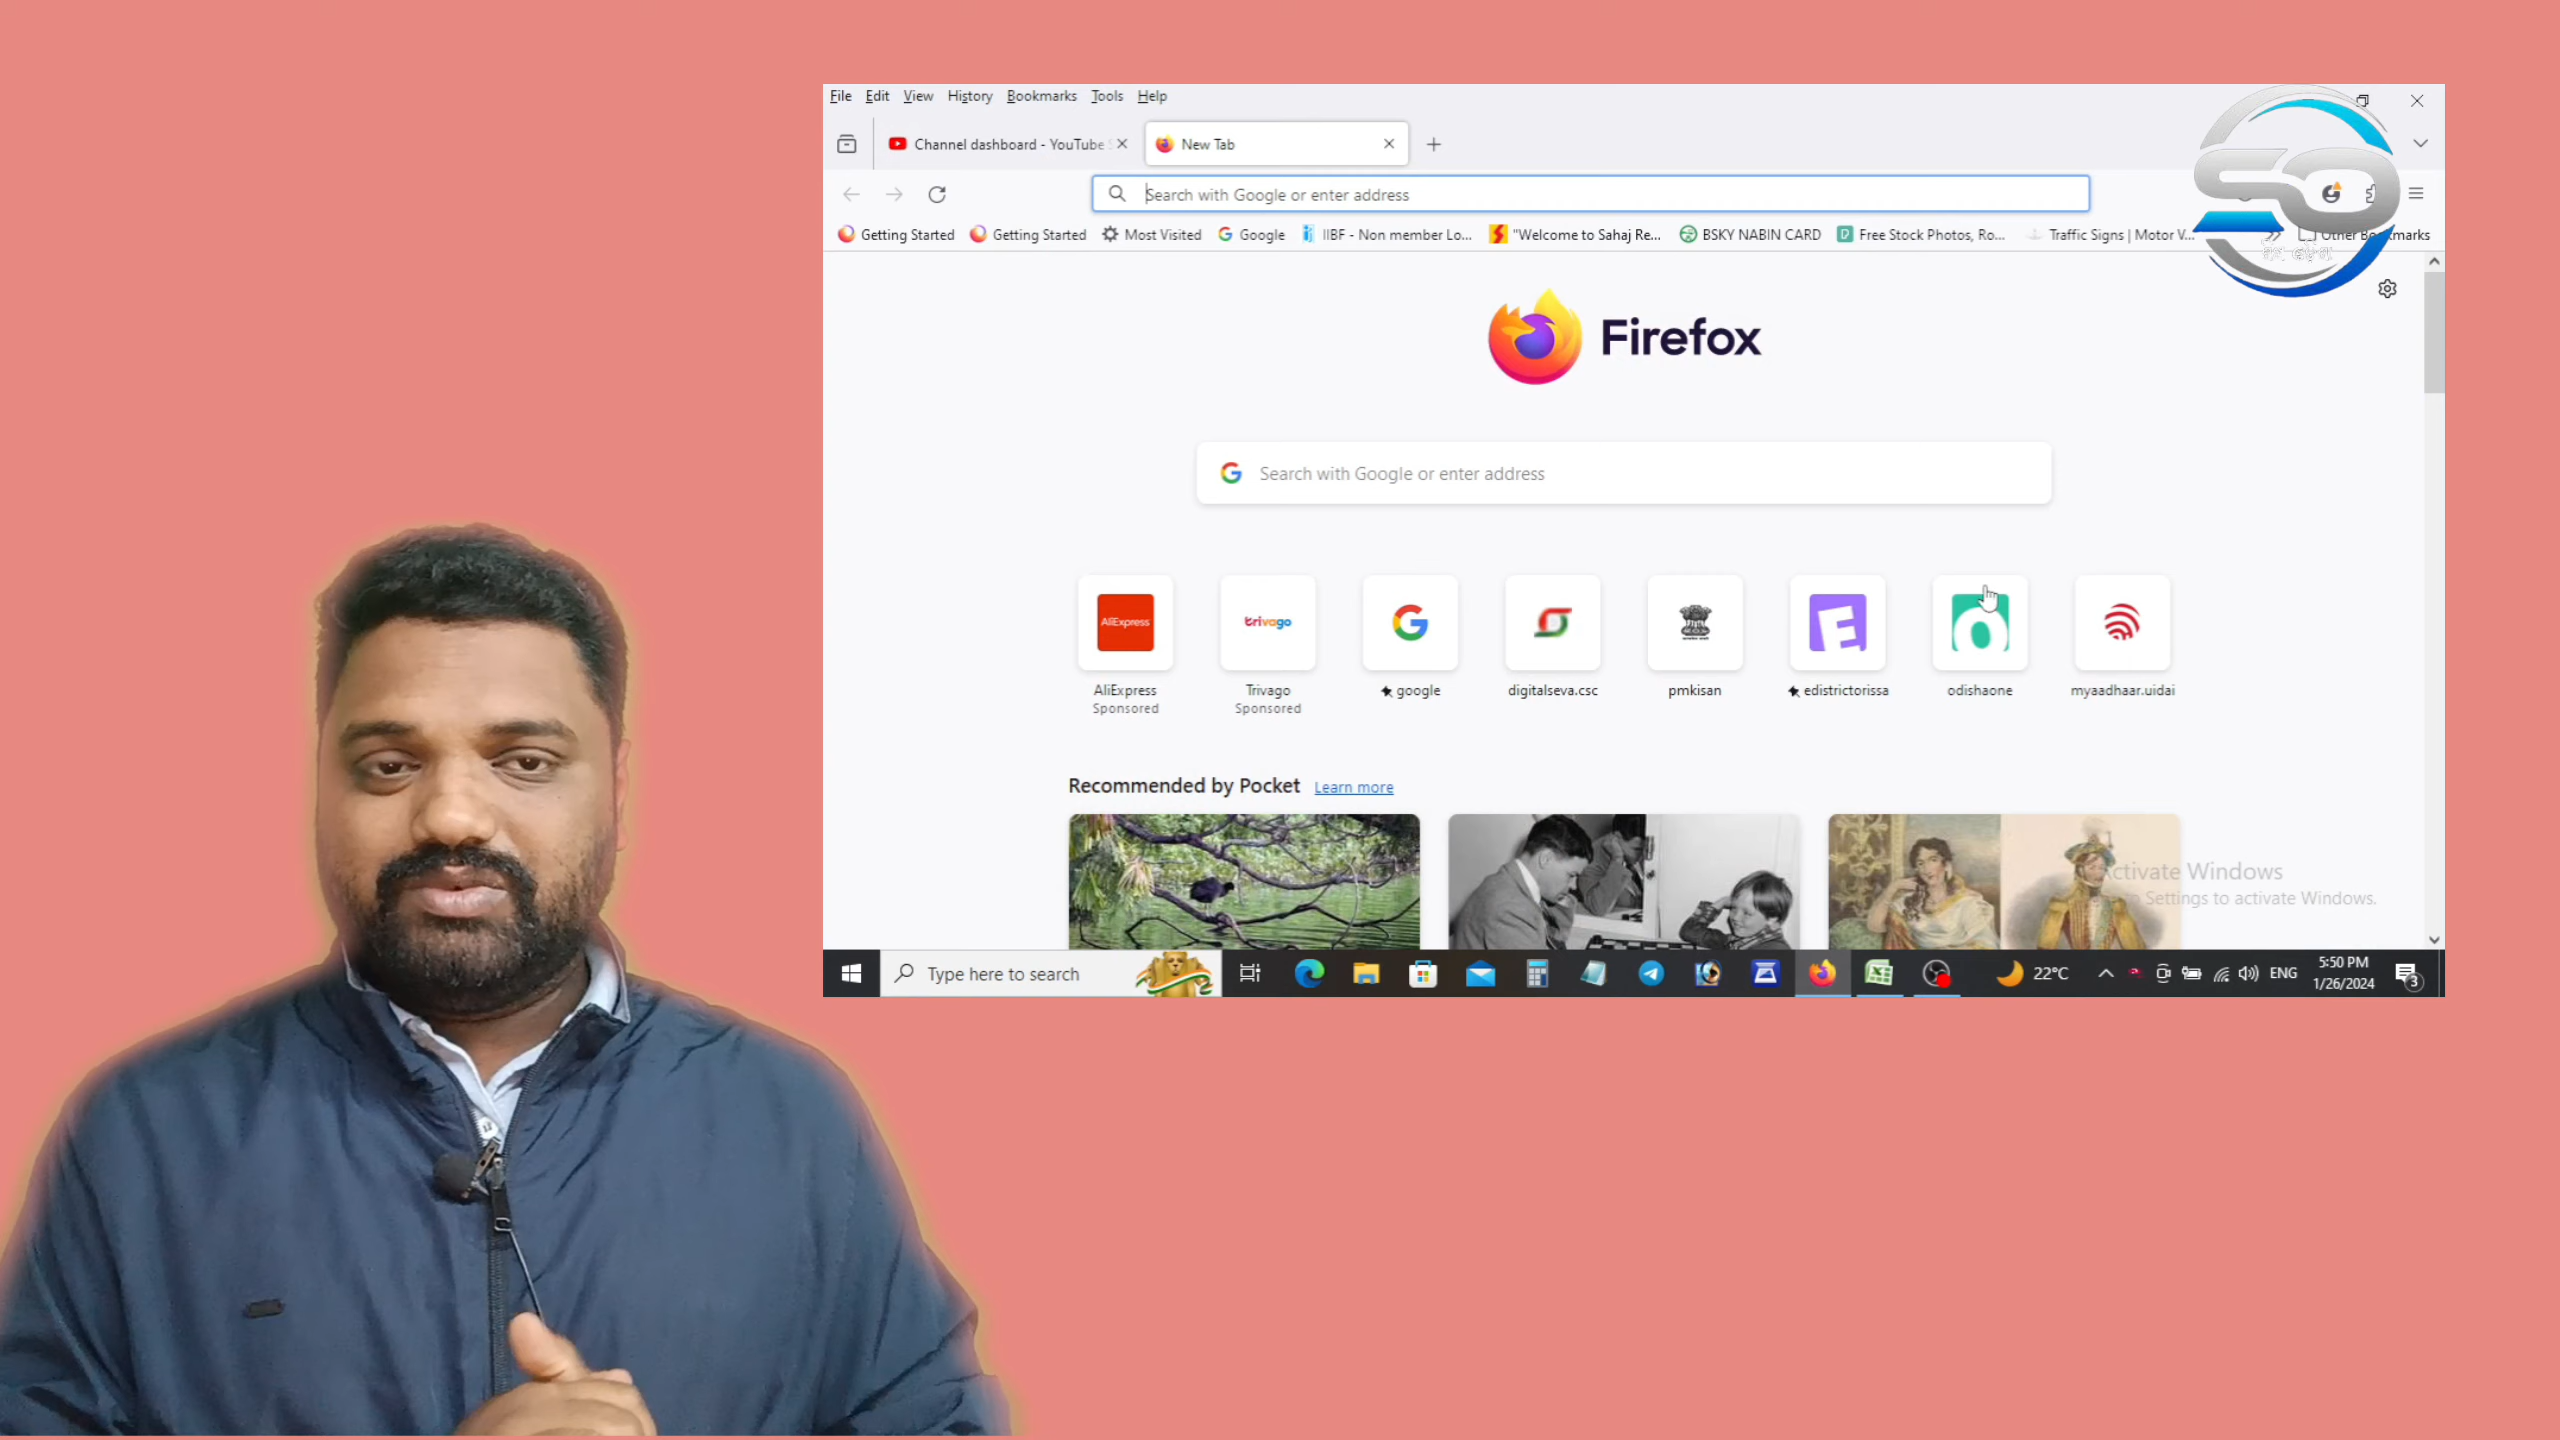 File Edit View History Bookmarks Tools Help
Channel dashboard - YouTube S
New Tab
Search with Google or enter address
Getting Started
Getting Started
Most Visited
Google
IIBF - Non member Lo...
"Welcome to Sahaj Re...
BSKY NABIN CARD
Free Stock Photos, Ro...
Traffic Signs | Motor V...
Other Bookmarks
SO
Firefox
Search with Google or enter address
AliExpress
trivago
AliExpress
Sponsored
Trivago
Sponsored
google
digitalseva.csc
pmkisan
edistrictorissa
odishaone
myaadhaar.uidai
Recommended by Pocket Learn more
Activate Windows
Settings to activate Windows.
Type here to search
22°C
ENG
5:50 PM
1/26/2024
3